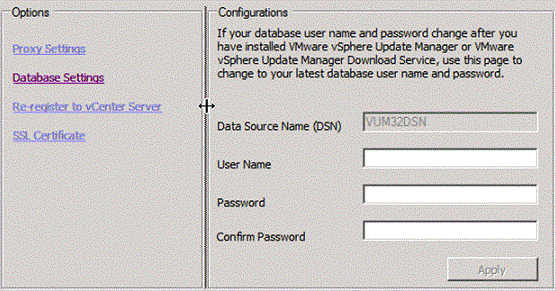 Options
Proxy Settings
Database Settings
Re-register to vCenter Server
SSL Certificate
Configurations
If your database user name and password change after you
have installed VMware vSphere Update Manager or VMware
vSphere Update Manager Download Service, use this page to
change to your latest database user name and password.
Data Source Name (DSN)
VUM32DSN
User Name
Password
Confirm Password
Apply